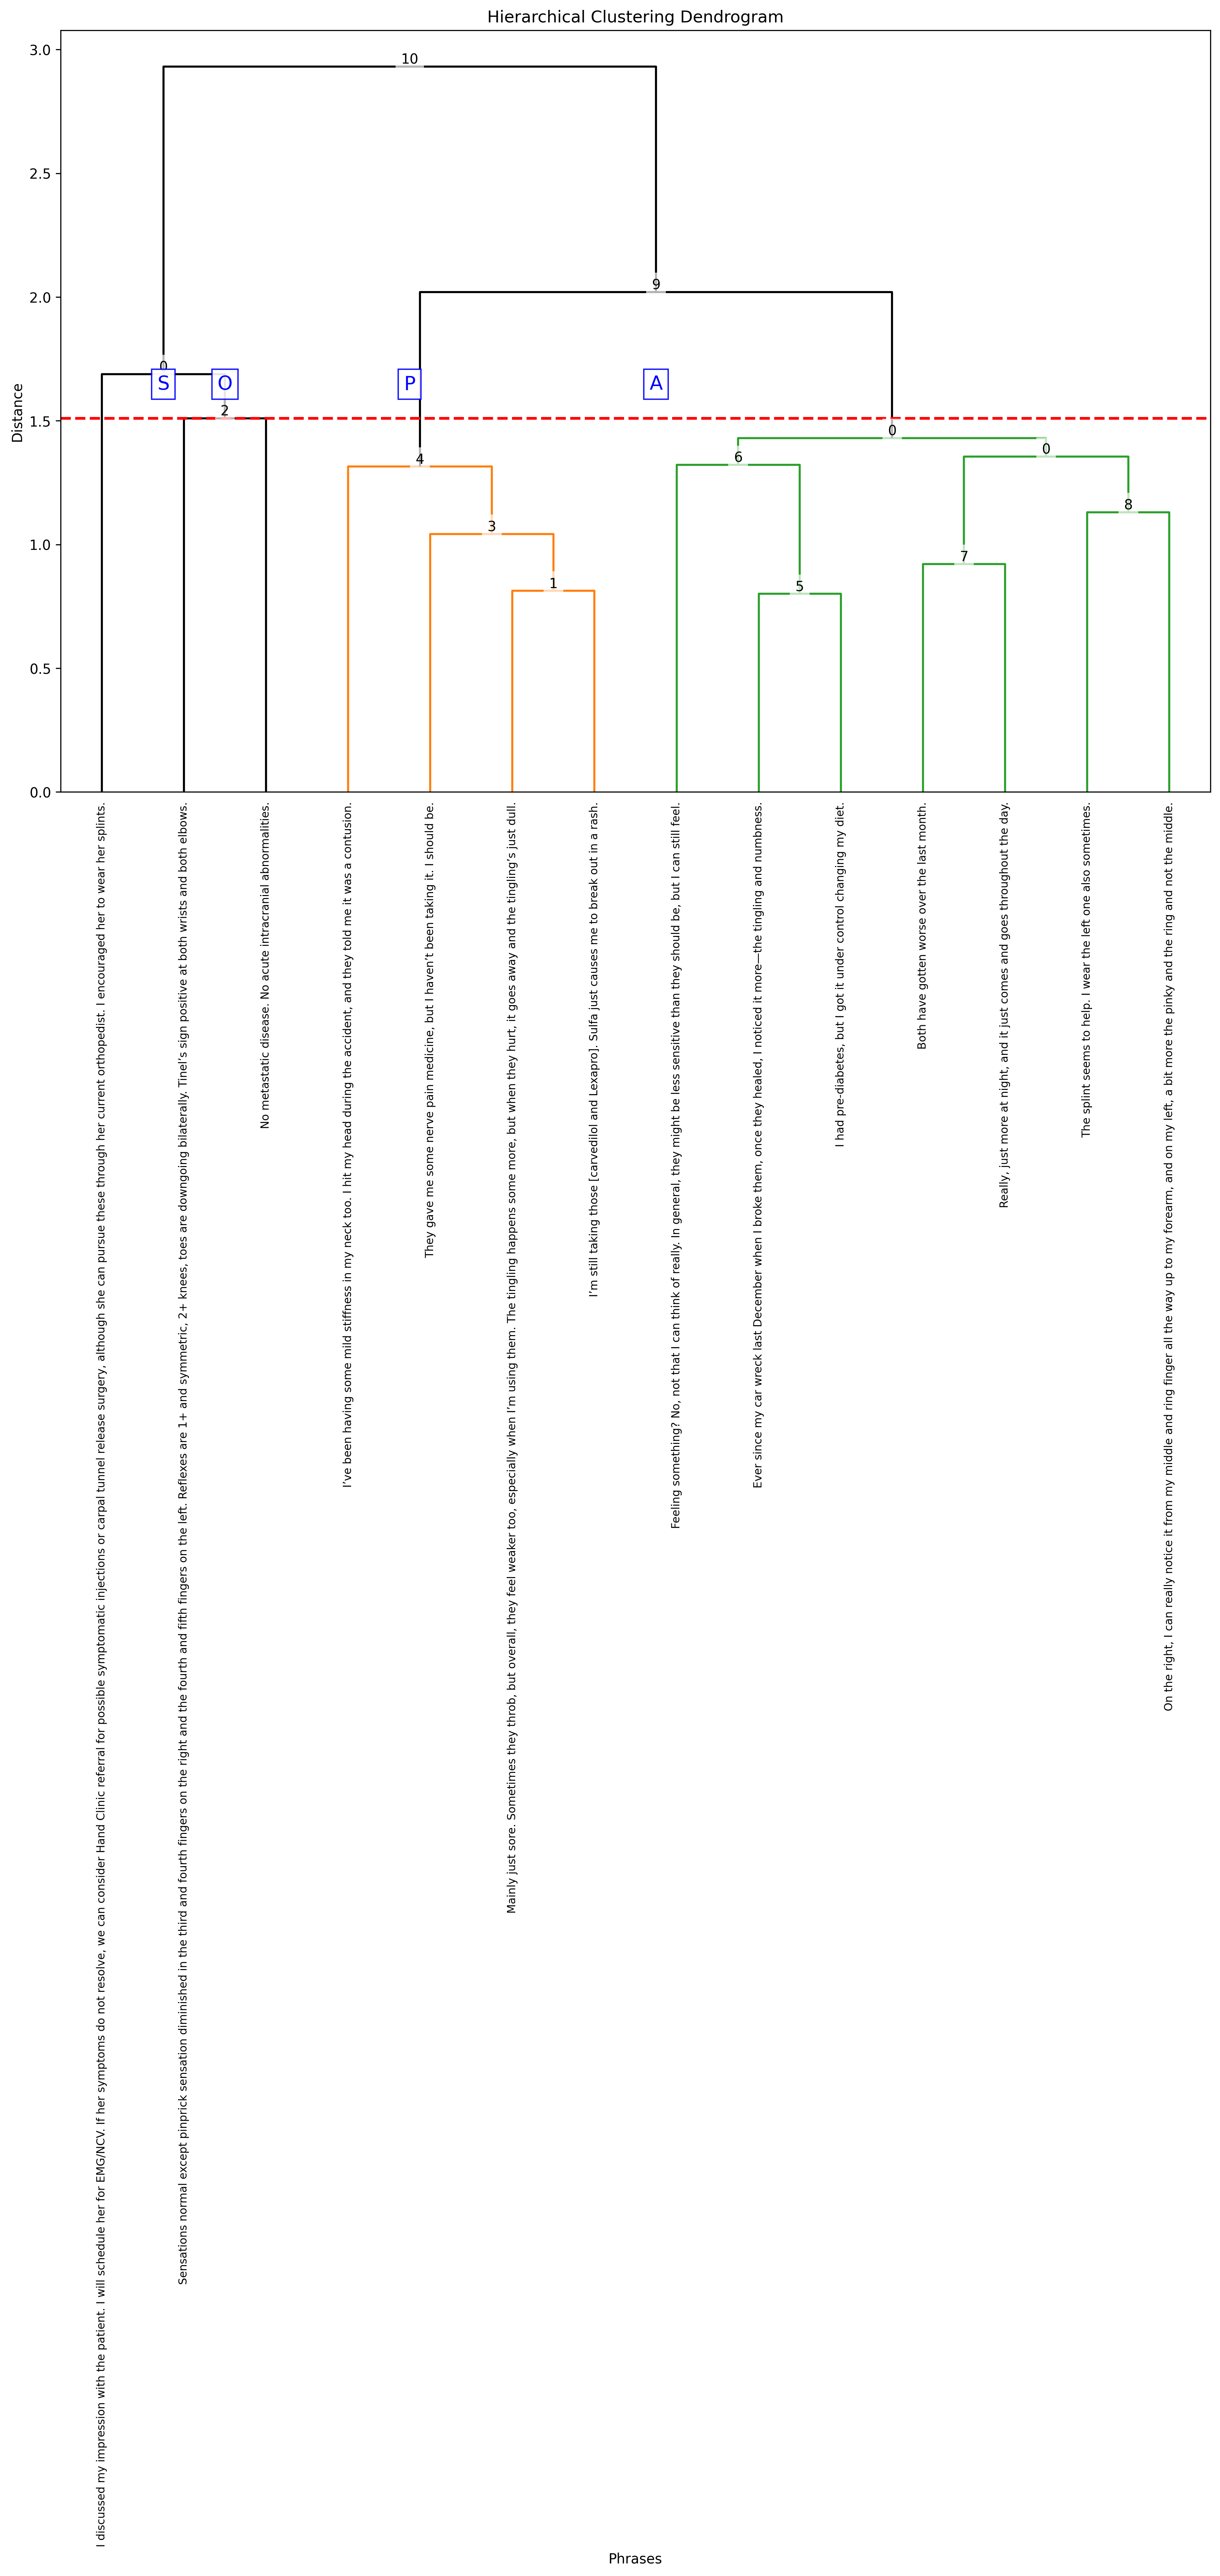 Hierarchical Clustering Dendrogram
3.0
2.5
2.0
1.5
1.0
0.5
0.0
Distance
10
9
0
S
O
P
A
2
0
0
4
6
8
3
7
1
5
I discussed my impression with the patient. I will schedule her for EMG/NCV. If her symptoms do not resolve, we can consider Hand Clinic referral for possible symptomatic injections or carpal tunnel release surgery, although she can pursue these through her current orthopedist. I encouraged her to wear her splints.
Sensations normal except pinprick sensation diminished in the third and fourth fingers on the right and the fourth and fifth fingers on the left. Reflexes are 1+ and symmetric, 2+ knees, toes are downgoing bilaterally. Tinel’s sign positive at both wrists and both elbows.
No metastatic disease. No acute intracranial abnormalities.
I’ve been having some mild stiffness in my neck too. I hit my head during the accident, and they told me it was a contusion.
They gave me some nerve pain medicine, but I haven’t been taking it. I should be.
Mainly just sore. Sometimes they throb, but overall, they feel weaker too, especially when I’m using them. The tingling happens some more, but when they hurt, it goes away and the tingling’s just dull.
I’m still taking those [carvedilol and Lexapro]. Sulfa just causes me to break out in a rash.
Feeling something? No, not that I can think of really. In general, they might be less sensitive than they should be, but I can still feel.
Ever since my car wreck last December when I broke them, once they healed, I noticed it more—the tingling and numbness.
I had pre-diabetes, but I got it under control changing my diet.
Both have gotten worse over the last month.
Really, just more at night, and it just comes and goes throughout the day.
The splint seems to help. I wear the left one also sometimes.
On the right, I can really notice it from my middle and ring finger all the way up to my forearm, and on my left, a bit more the pinky and the ring and not the middle.
Phrases